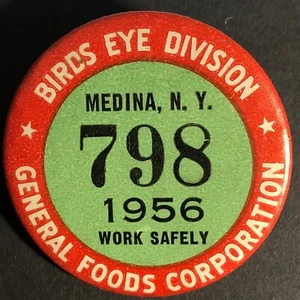 BIRDS EYE DIVISION
MEDINA, N. Y.
798
1956
WORK SAFELY
GENERAL FOODS CORPORATION